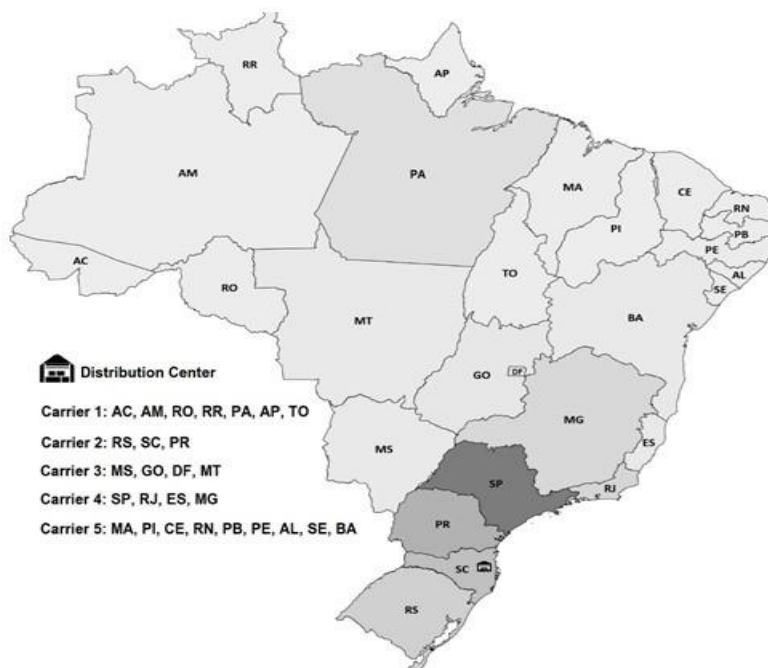 RR
AP
AM
PA
MA
CE
RN
PB
PI
PE
AL
SE
AC
RO
TO
MT
BA
GO
DF
MG
MS
ES
SP
RJ
PR
SC
RS
Distribution Center
Carrier 1: AC, AM, RO, RR, PA, AP, TO
Carrier 2: RS, SC, PR
Carrier 3: MS, GO, DF, MT
Carrier 4: SP, RJ, ES, MG
Carrier 5: MA, PI, CE, RN, PB, PE, AL, SE, BA